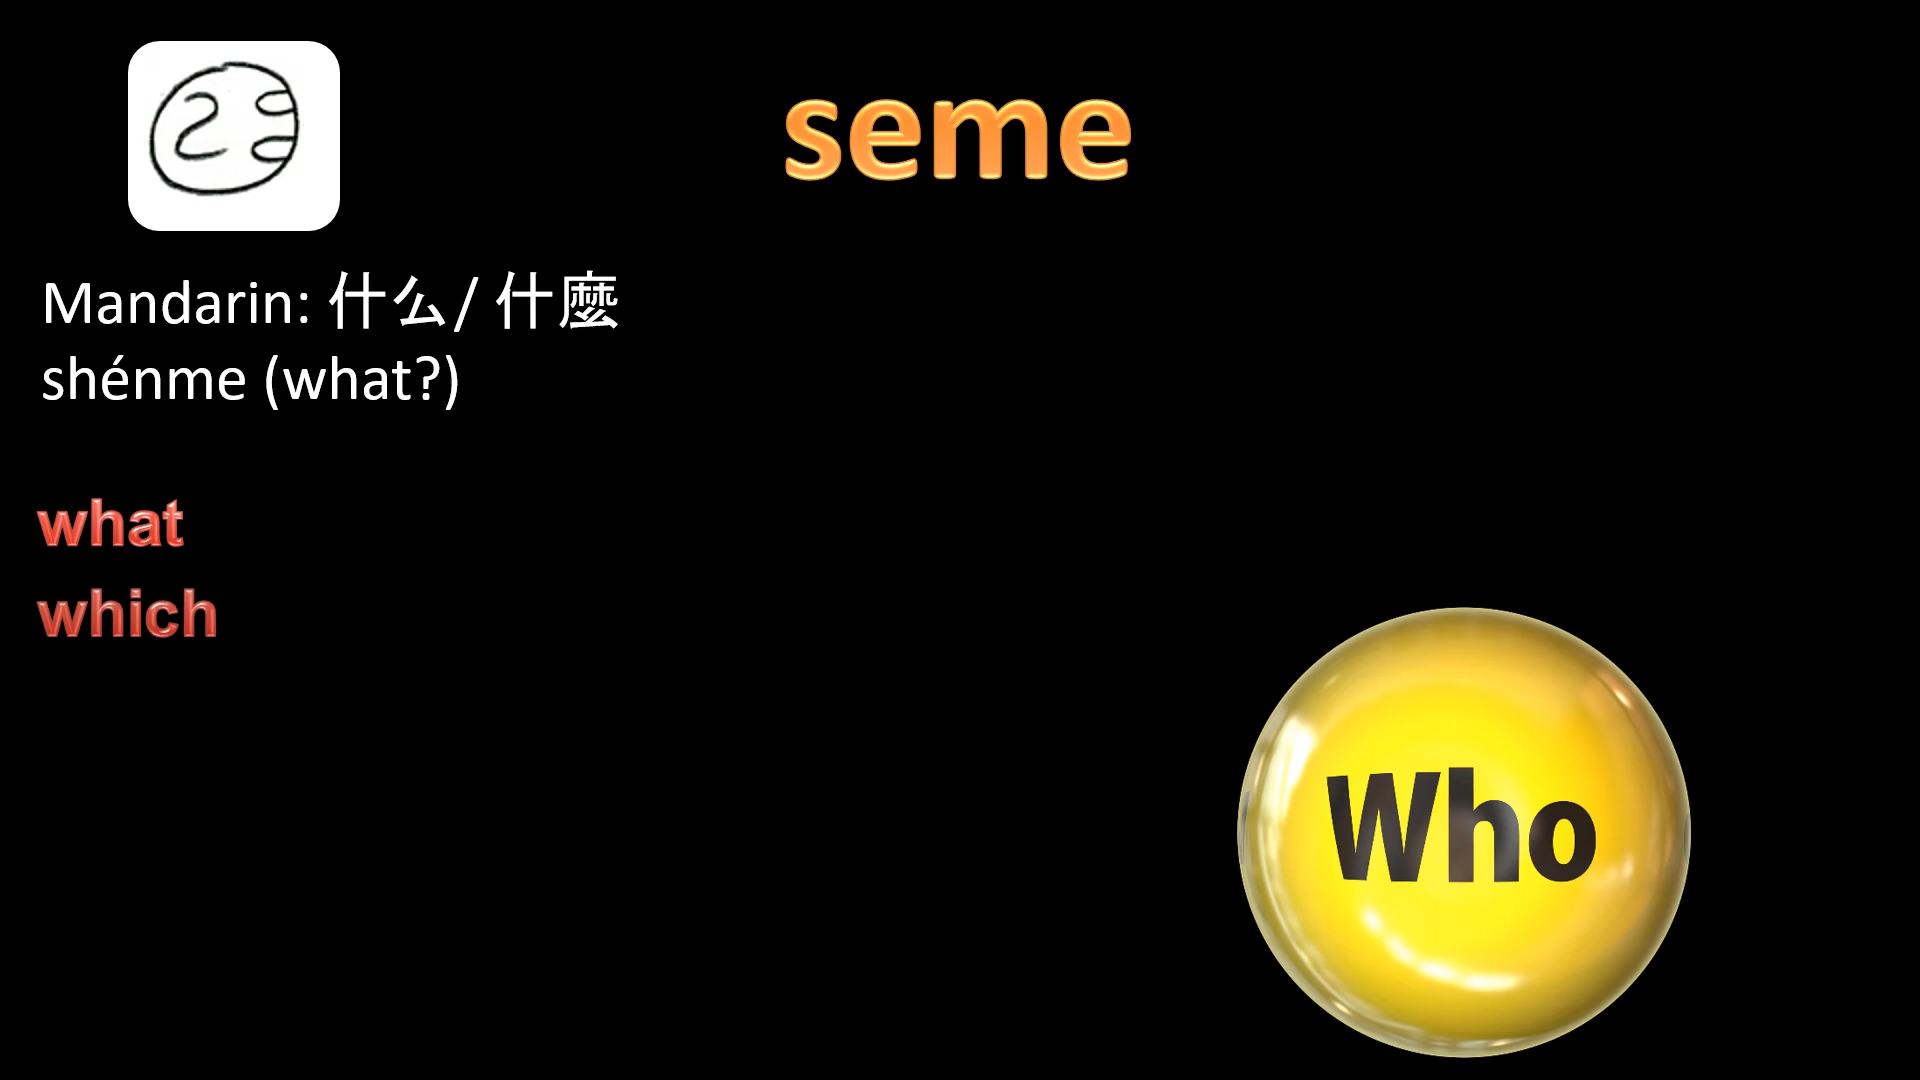 seme
Mandarin: 什么/ 什麼
shénme (what?)
what
which
Who